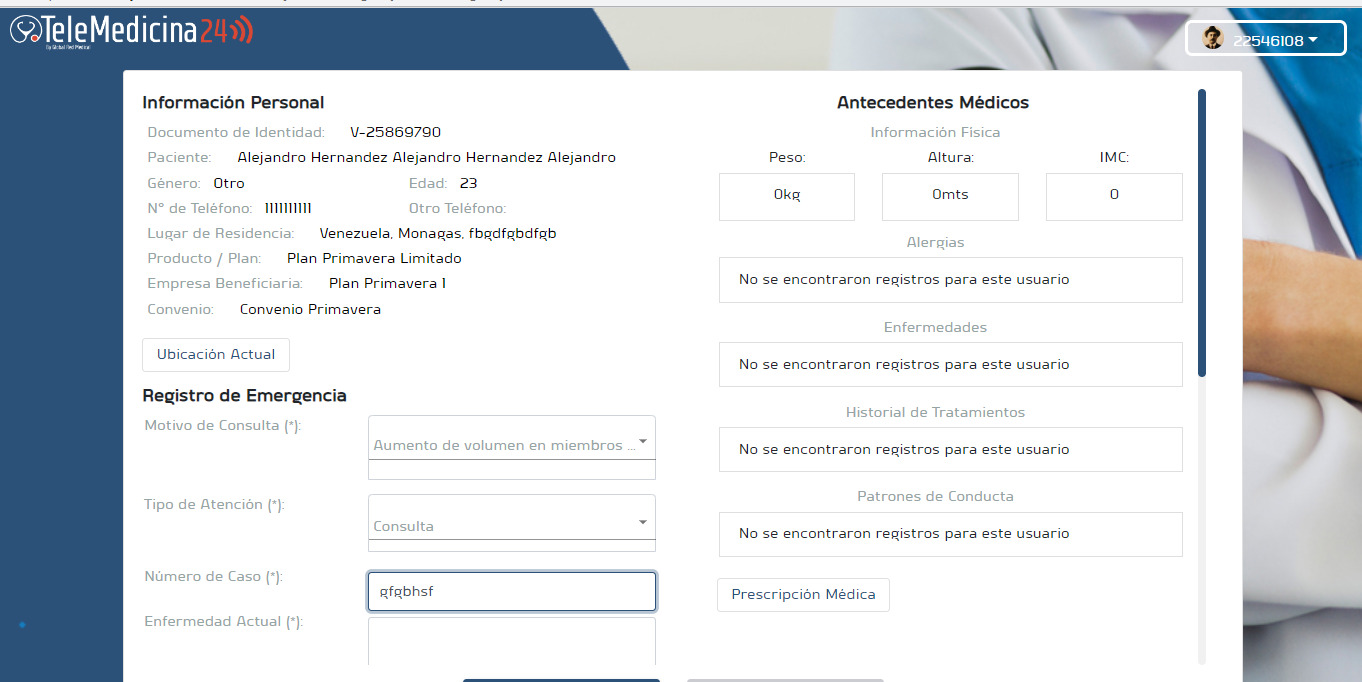 TeleMedicina24
By Global Red Medical
22546108
Información Personal
Documento de Identidad: V-25869790
Paciente: Alejandro Hernandez Alejandro Hernandez Alejandro
Género: Otro Edad: 23
N° de Teléfono: 1111111111 Otro Teléfono:
Lugar de Residencia: Venezuela, Monagas, fbgdfgbdfgb
Producto / Plan: Plan Primavera Limitado
Empresa Beneficiaria: Plan Primavera 1
Convenio: Convenio Primavera
Ubicación Actual
Registro de Emergencia
Motivo de Consulta (*):
Aumento de volumen en miembros ...
Tipo de Atención (*):
Consulta
Número de Caso (*):
gfgbhsf
Enfermedad Actual (*):
Antecedentes Médicos
Información Física
Peso: Altura: IMC:
0kg 0mts 0
Alergias
No se encontraron registros para este usuario
Enfermedades
No se encontraron registros para este usuario
Historial de Tratamientos
No se encontraron registros para este usuario
Patrones de Conducta
No se encontraron registros para este usuario
Prescripción Médica